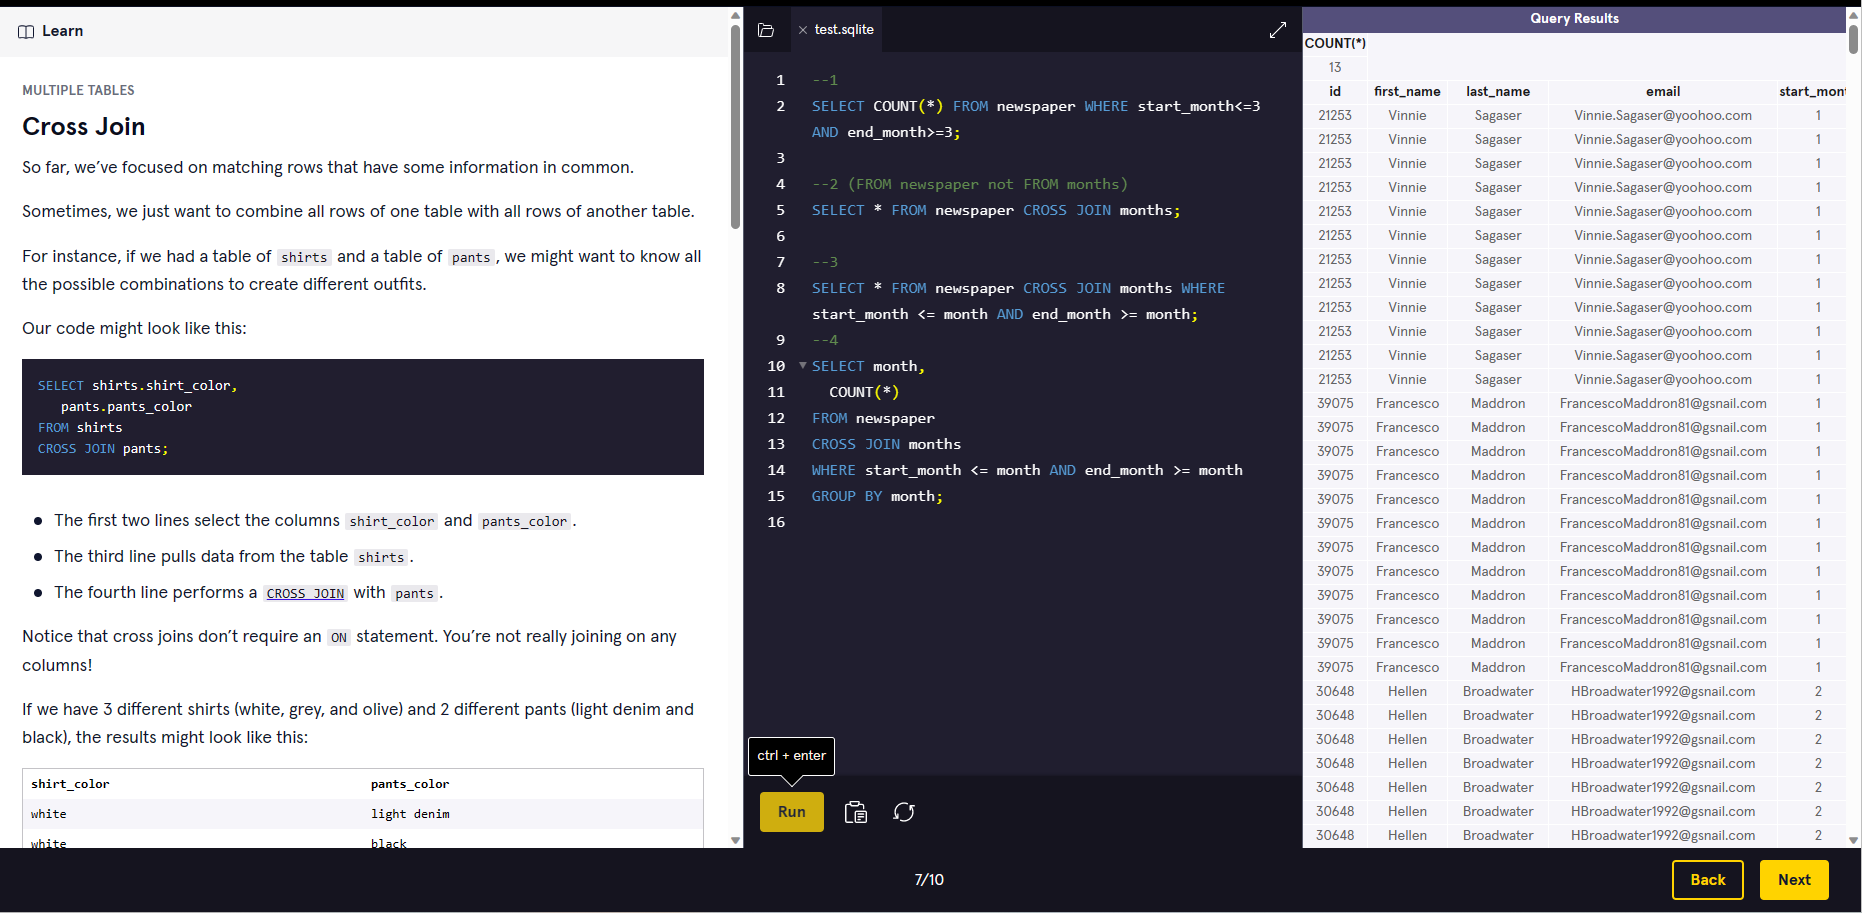 Learn
MULTIPLE TABLES
Cross Join
So far, we’ve focused on matching rows that have some information in common.
Sometimes, we just want to combine all rows of one table with all rows of another table.
For instance, if we had a table of shirts and a table of pants, we might want to know all
the possible combinations to create different outfits.
Our code might look like this:
SELECT shirts.shirt_color,
   pants.pants_color
FROM shirts
CROSS JOIN pants;
● The first two lines select the columns shirt_color and pants_color.
● The third line pulls data from the table shirts.
● The fourth line performs a CROSS JOIN with pants.
Notice that cross joins don’t require an ON statement. You’re not really joining on any
columns!
If we have 3 different shirts (white, grey, and olive) and 2 different pants (light denim and
black), the results might look like this:
shirt_color pants_color
white light denim
white black
test.sqlite
1 --1
2 SELECT COUNT(*) FROM newspaper WHERE start_month<=3
AND end_month>=3;
3
4 --2 (FROM newspaper not FROM months)
5 SELECT * FROM newspaper CROSS JOIN months;
6
7 --3
8 SELECT * FROM newspaper CROSS JOIN months WHERE
start_month <= month AND end_month >= month;
9 --4
10 SELECT month,
11   COUNT(*)
12 FROM newspaper
13 CROSS JOIN months
14 WHERE start_month <= month AND end_month >= month
15 GROUP BY month;
16
ctrl + enter
Run
Query Results
COUNT(*)
13
id first_name last_name email start_mont
21253 Vinnie Sagaser Vinnie.Sagaser@yoohoo.com 1
21253 Vinnie Sagaser Vinnie.Sagaser@yoohoo.com 1
21253 Vinnie Sagaser Vinnie.Sagaser@yoohoo.com 1
21253 Vinnie Sagaser Vinnie.Sagaser@yoohoo.com 1
21253 Vinnie Sagaser Vinnie.Sagaser@yoohoo.com 1
21253 Vinnie Sagaser Vinnie.Sagaser@yoohoo.com 1
21253 Vinnie Sagaser Vinnie.Sagaser@yoohoo.com 1
21253 Vinnie Sagaser Vinnie.Sagaser@yoohoo.com 1
21253 Vinnie Sagaser Vinnie.Sagaser@yoohoo.com 1
21253 Vinnie Sagaser Vinnie.Sagaser@yoohoo.com 1
21253 Vinnie Sagaser Vinnie.Sagaser@yoohoo.com 1
21253 Vinnie Sagaser Vinnie.Sagaser@yoohoo.com 1
39075 Francesco Maddron FrancescoMaddron81@gsnail.com 1
39075 Francesco Maddron FrancescoMaddron81@gsnail.com 1
39075 Francesco Maddron FrancescoMaddron81@gsnail.com 1
39075 Francesco Maddron FrancescoMaddron81@gsnail.com 1
39075 Francesco Maddron FrancescoMaddron81@gsnail.com 1
39075 Francesco Maddron FrancescoMaddron81@gsnail.com 1
39075 Francesco Maddron FrancescoMaddron81@gsnail.com 1
39075 Francesco Maddron FrancescoMaddron81@gsnail.com 1
39075 Francesco Maddron FrancescoMaddron81@gsnail.com 1
39075 Francesco Maddron FrancescoMaddron81@gsnail.com 1
39075 Francesco Maddron FrancescoMaddron81@gsnail.com 1
39075 Francesco Maddron FrancescoMaddron81@gsnail.com 1
30648 Hellen Broadwater HBroadwater1992@gsnail.com 2
30648 Hellen Broadwater HBroadwater1992@gsnail.com 2
30648 Hellen Broadwater HBroadwater1992@gsnail.com 2
30648 Hellen Broadwater HBroadwater1992@gsnail.com 2
30648 Hellen Broadwater HBroadwater1992@gsnail.com 2
30648 Hellen Broadwater HBroadwater1992@gsnail.com 2
30648 Hellen Broadwater HBroadwater1992@gsnail.com 2
7/10
Back
Next